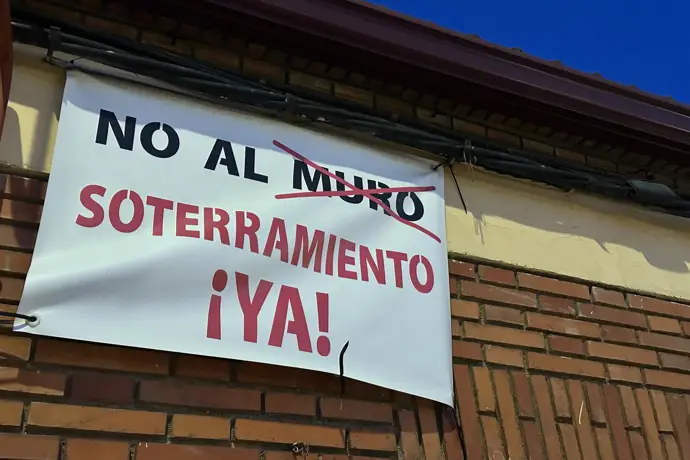 NO AL MURO
SOTERRAMIENTO
¡YA!